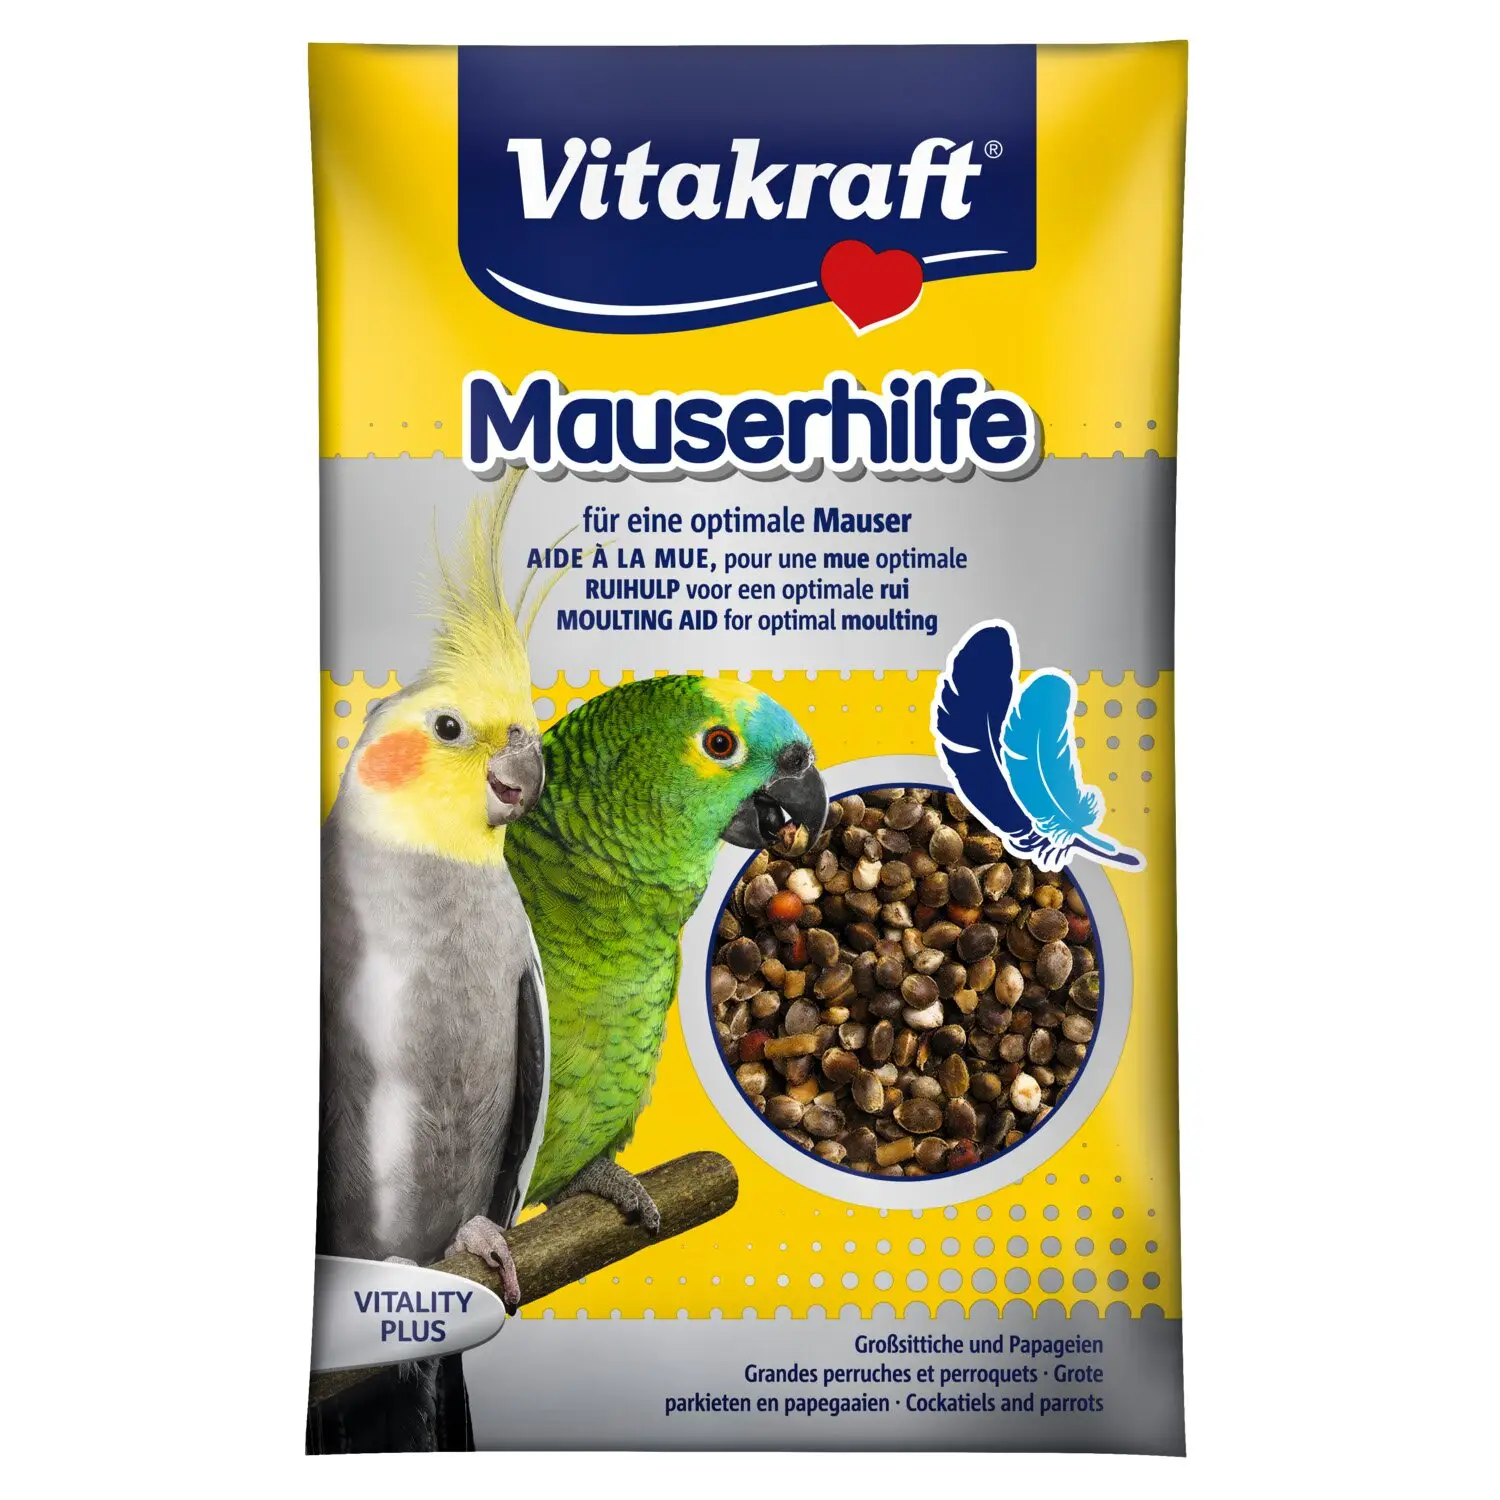 Vitakraft®
Mauserhilfe
für eine optimale Mauser
AIDE À LA MUE, pour une mue optimale
RUIHULP voor een optimale rui
MOULTING AID for optimal moulting
VITALITY
PLUS
Großsittiche und Papageien
Grandes perruches et perroquets · Grote
parkieten en papegaaien · Cockatiels and parrots